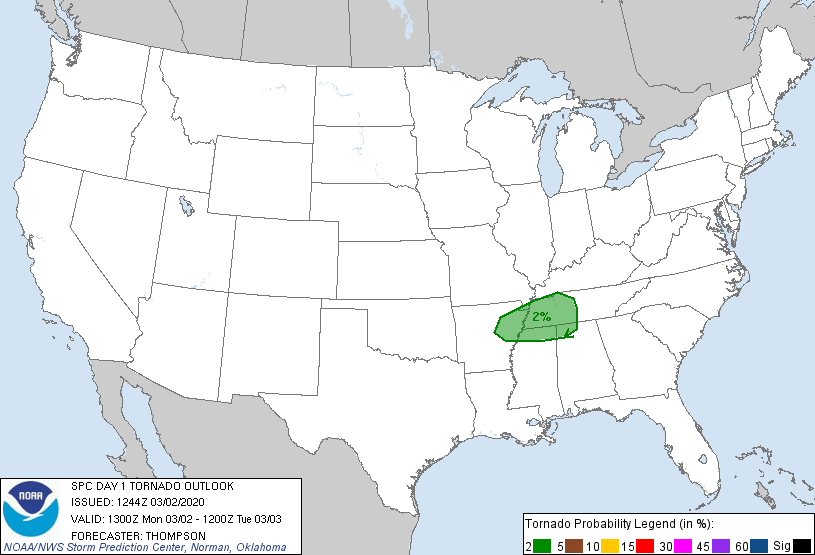 2%
NOAA
SPC DAY 1 TORNADO OUTLOOK
ISSUED: 1244Z 03/02/2020
VALID: 1300Z Mon 03/02 - 1200Z Tue 03/03
FORECASTER: THOMPSON
NOAA/NWS Storm Prediction Center, Norman, Oklahoma
Tornado Probability Legend (in %):
2 5 10 15 30 45 60 Sig